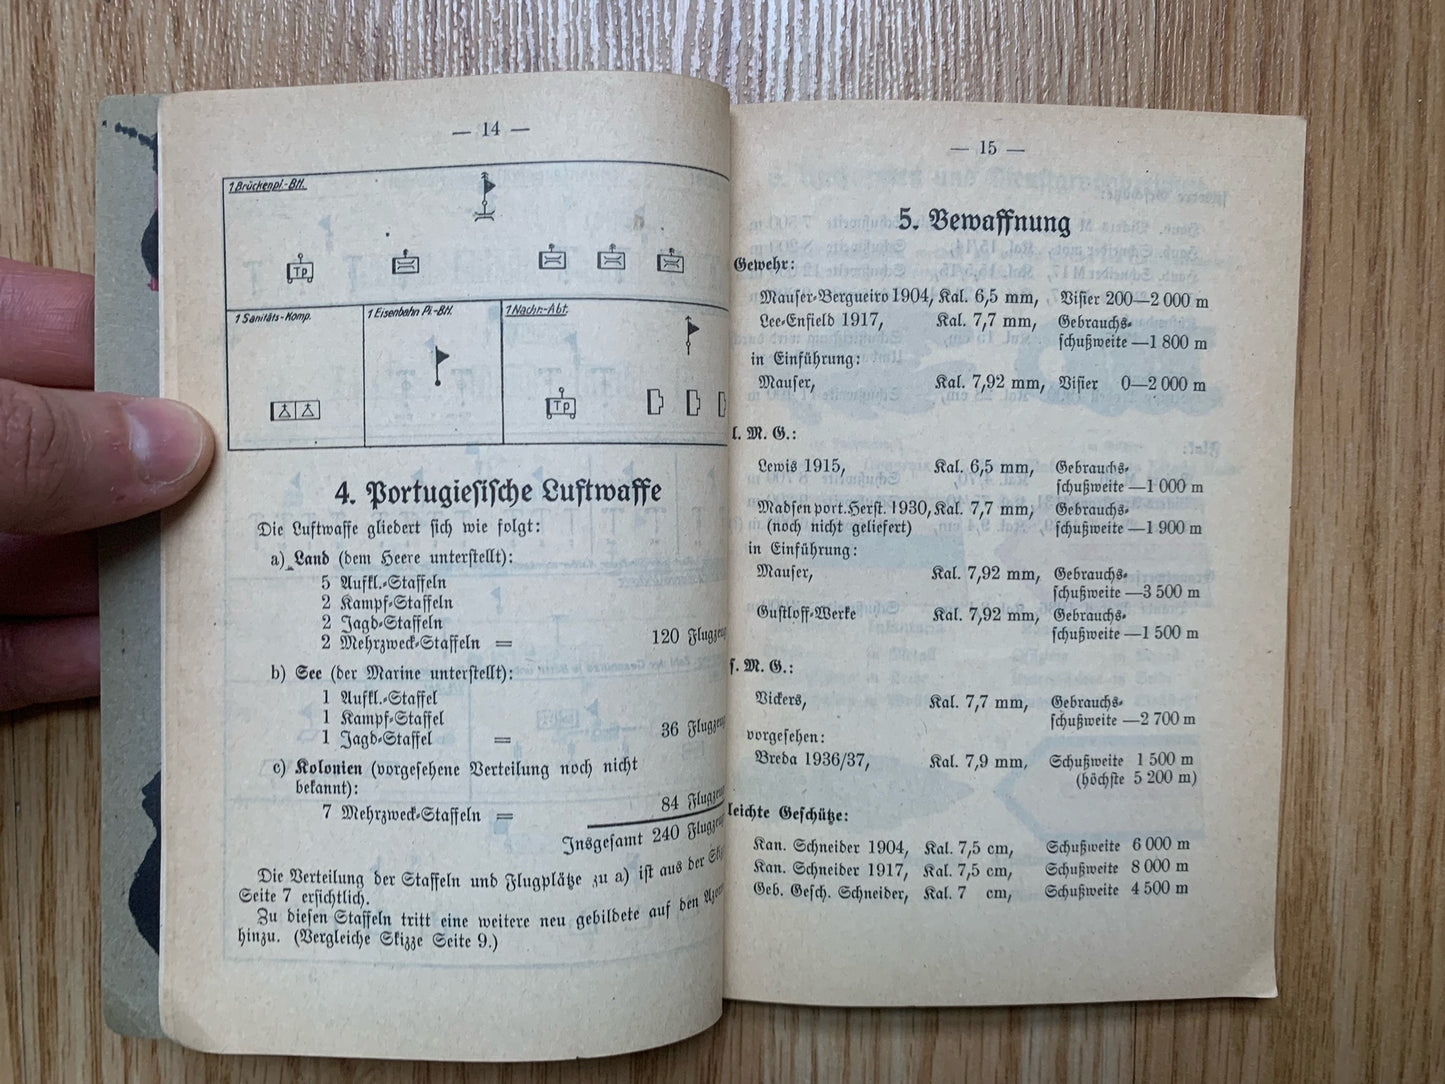 — 14 —
1 Brückenpi.-Btl.
Tp
1 Sanitäts-Komp.
1 Eisenbahn Pi.-Btl.
1 Nachr.-Abt.
Tp
4. Portugiesische Luftwaffe
Die Luftwaffe gliedert sich wie folgt:
a) Land (dem Heere unterstellt):
5 Aufkl.-Staffeln
2 Kampf-Staffeln
2 Jagd-Staffeln
2 Mehrzweck-Staffeln = 120 Flugzeug
b) See (der Marine unterstellt):
1 Aufkl.-Staffel
1 Kampf-Staffel
1 Jagd-Staffel = 36 Flugzeug
c) Kolonien (vorgesehene Verteilung noch nicht
bekannt):
7 Mehrzweck-Staffeln = 84 Flugzeug
Insgesamt 240 Flugzeug
Die Verteilung der Staffeln und Flugplätze zu a) ist aus der
Seite 7 ersichtlich.
Zu diesen Staffeln tritt eine weitere neu gebildete auf den
hinzu. (Vergleiche Skizze Seite 9.)
— 15 —
5. Bewaffnung
Gewehr:
Mauser-Vergueiro 1904, Kal. 6,5 mm, Visier 200—2 000 m
Lee-Enfield 1917, Kal. 7,7 mm, Gebrauchs-
schußweite —1 800 m
in Einführung:
Mauser, Kal. 7,92 mm, Visier 0—2 000 m
l. M. G.:
Lewis 1915, Kal. 6,5 mm, Gebrauchs-
schußweite —1 000 m
Madsen port. Herst. 1930, Kal. 7,7 mm, Gebrauchs-
(noch nicht geliefert) schußweite —1 900 m
in Einführung:
Mauser, Kal. 7,92 mm, Gebrauchs-
schußweite —3 500 m
Gustloff-Werke Kal. 7,92 mm, Gebrauchs-
schußweite —1 500 m
s. M. G.:
Vickers, Kal. 7,7 mm, Gebrauchs-
schußweite —2 700 m
vorgesehen:
Breda 1936/37, Kal. 7,9 mm, Schußweite 1 500 m
(höchste 5 200 m)
leichte Geschütze:
Kan. Schneider 1904, Kal. 7,5 cm, Schußweite 6 000 m
Kan. Schneider 1917, Kal. 7,5 cm, Schußweite 8 000 m
Geb. Gesch. Schneider, Kal. 7 cm, Schußweite 4 500 m